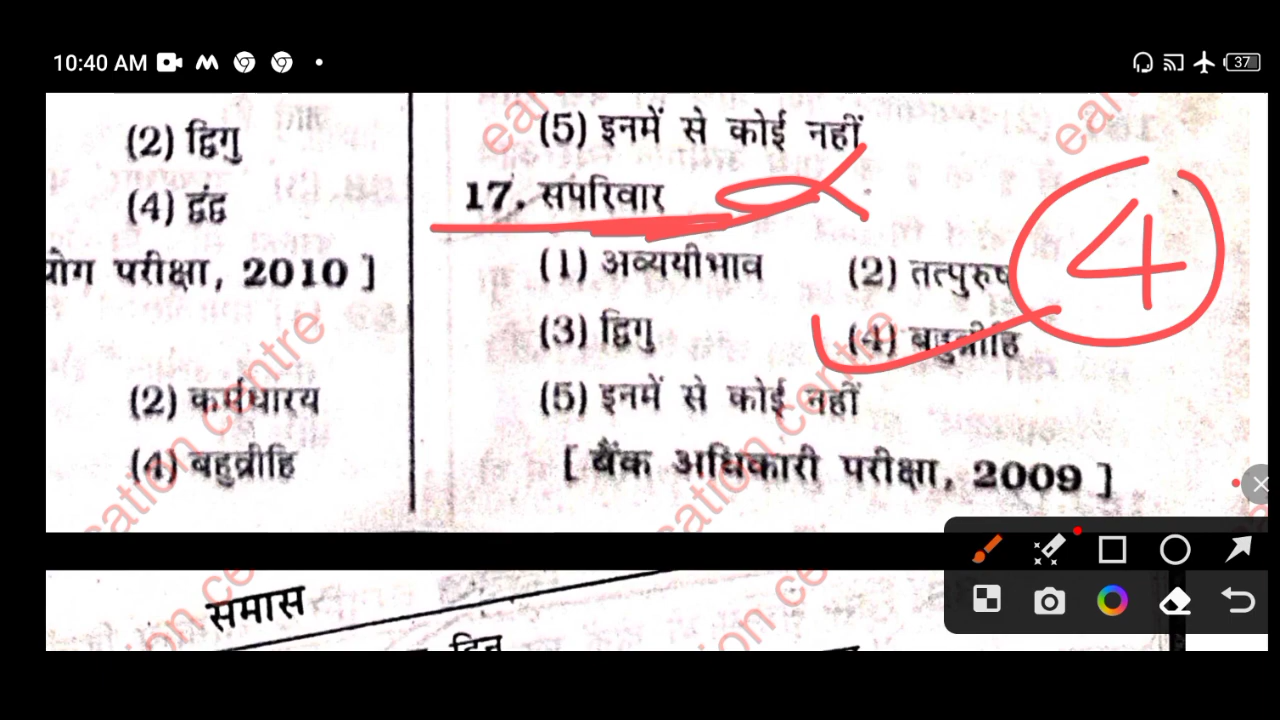 10:40 AM
37
(2) द्विगु
(4) द्वंद्व
योग परीक्षा, 2010 ]
(2) कर्मधारय
(4) बहुव्रीहि
(5) इनमें से कोई नहीं
17. सपरिवार
(1) अव्ययीभाव (2) तत्पुरुष
(3) द्विगु (4) बहुव्रीहि
(5) इनमें से कोई नहीं
[ बैंक अधिकारी परीक्षा, 2009 ]
4
समास